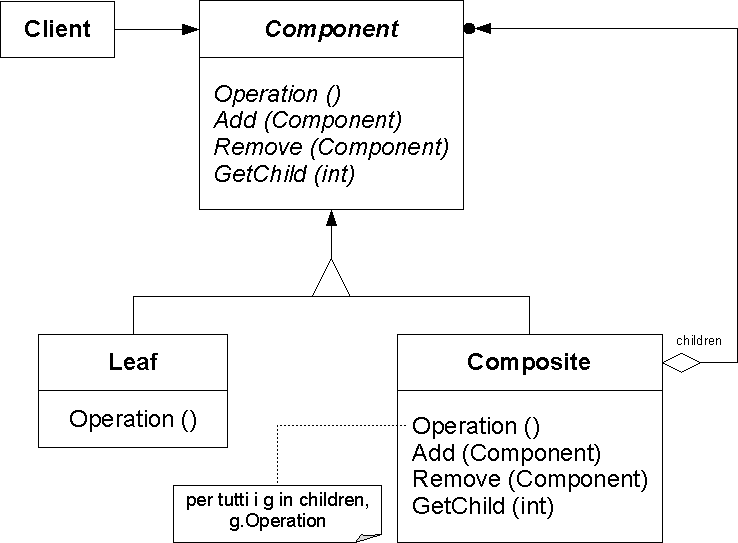 Client
Component
Operation ()
Add (Component)
Remove (Component)
GetChild (int)
children
Leaf
Operation ()
Composite
Operation ()
Add (Component)
Remove (Component)
GetChild (int)
per tutti i g in children,
g.Operation